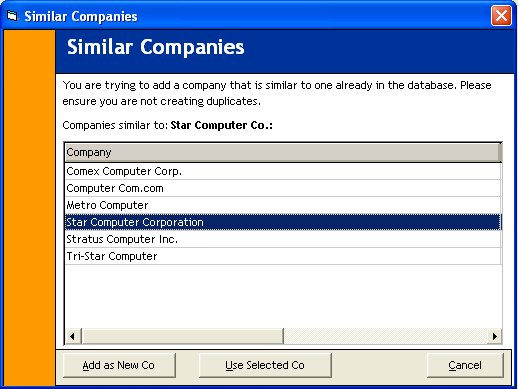 Similar Companies
Similar Companies
You are trying to add a company that is similar to one already in the database. Please
ensure you are not creating duplicates.
Companies similar to: Star Computer Co.:
Company
Comex Computer Corp.
Computer Com.com
Metro Computer
Star Computer Corporation
Stratus Computer Inc.
Tri-Star Computer
Add as New Co
Use Selected Co
Cancel